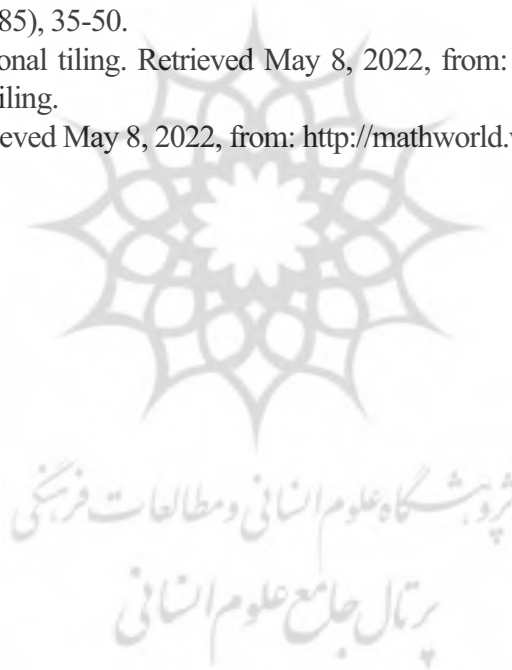 85), 35-50.
onal tiling. Retrieved May 8, 2022, from:
iling.
eved May 8, 2022, from: http://mathworld.
پژوهشگاه علوم انسانی و مطالعات فرهنگی
پرتال جامع علوم انسانی